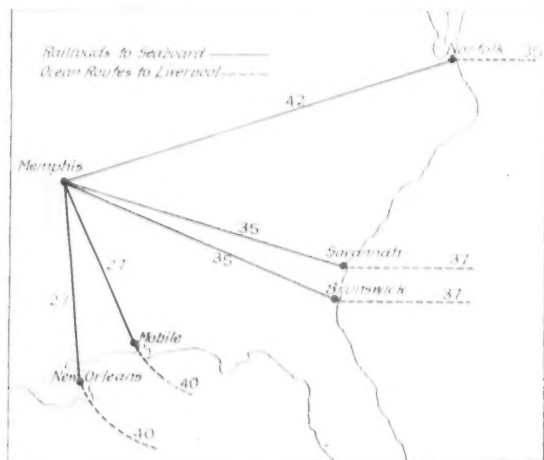 Norfolk
35
Railroads to Seaboard
Ocean Routes to Liverpool
42
Memphis
35
35
Savannah
37
Brunswick
37
27
27
Mobile
New Orleans
40
40